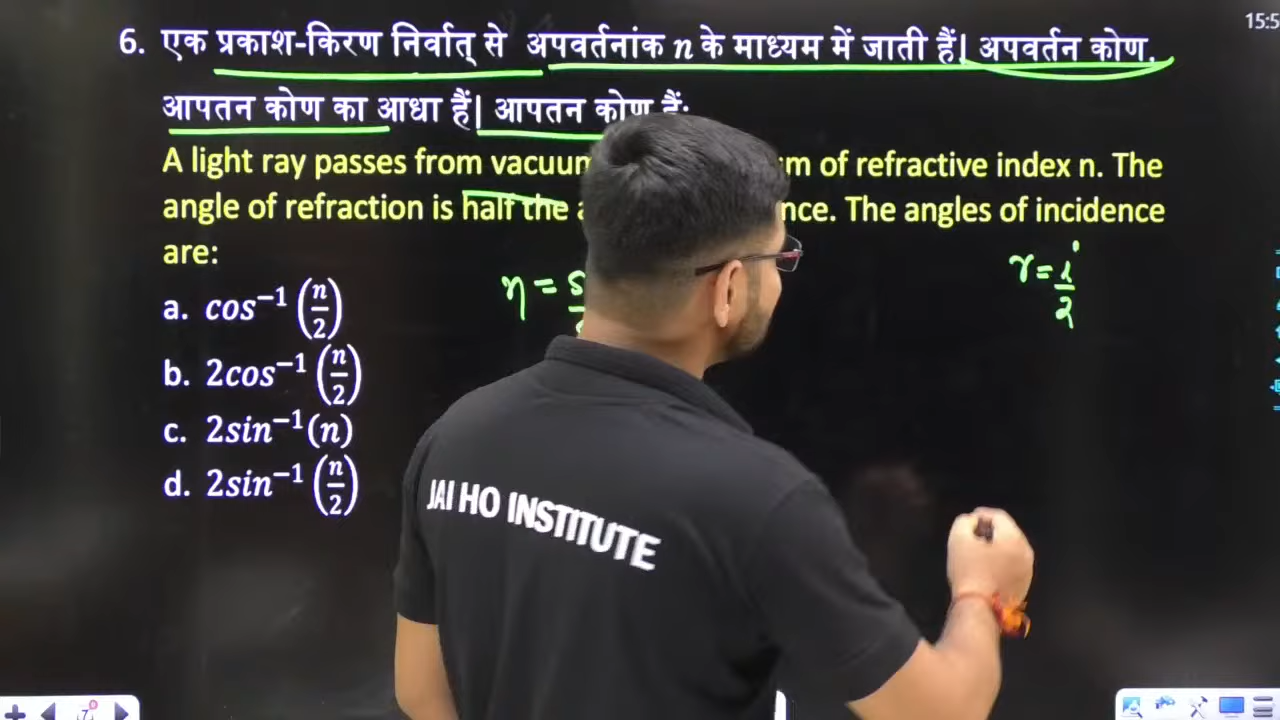 15:5
6. एक प्रकाश-किरण निर्वात् से अपवर्तनांक n के माध्यम में जाती हैं| अपवर्तन कोण.
आपतन कोण का आधा हैं| आपतन कोण हैं:
A light ray passes from vacuum m of refractive index n. The
angle of refraction is half the a nce. The angles of incidence
are:
η = r = i/2
a. cos⁻¹(n/2)
b. 2cos⁻¹(n/2)
c. 2sin⁻¹(n)
d. 2sin⁻¹(n/2)
JAI HO INSTITUTE